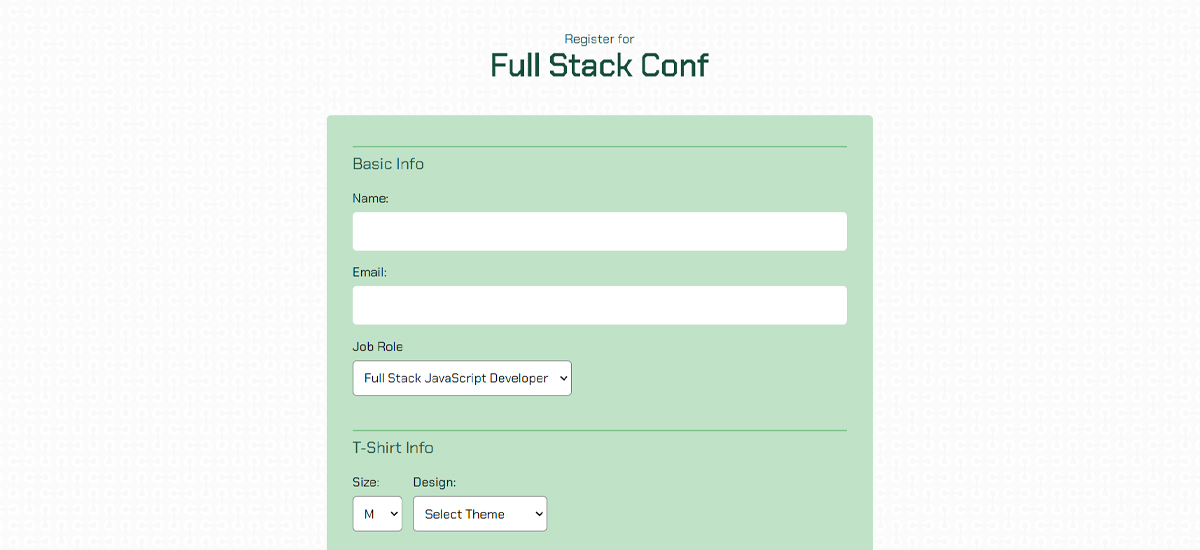 Register for
Full Stack Conf
Basic Info
Name:
Email:
Job Role
Full Stack JavaScript Developer
T-Shirt Info
Size: Design:
M Select Theme